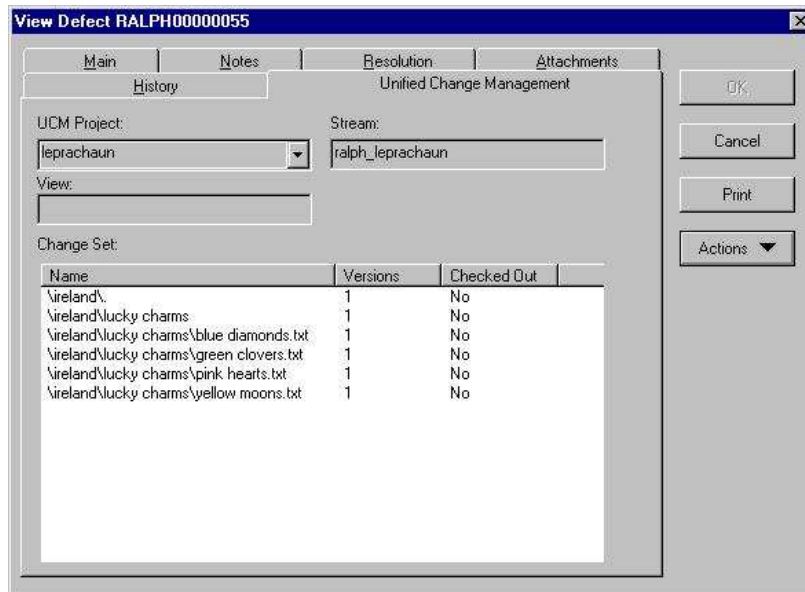 View Defect RALPH00000055
Main Notes Resolution Attachments
History Unified Change Management
OK
UCM Project: Stream:
leprachaun ralph_leprachaun
Cancel
View:
Print
Change Set:
Actions
Name Versions Checked Out
\ireland\. 1 No
\ireland\lucky charms 1 No
\ireland\lucky charms\blue diamonds.txt 1 No
\ireland\lucky charms\green clovers.txt 1 No
\ireland\lucky charms\pink hearts.txt 1 No
\ireland\lucky charms\yellow moons.txt 1 No